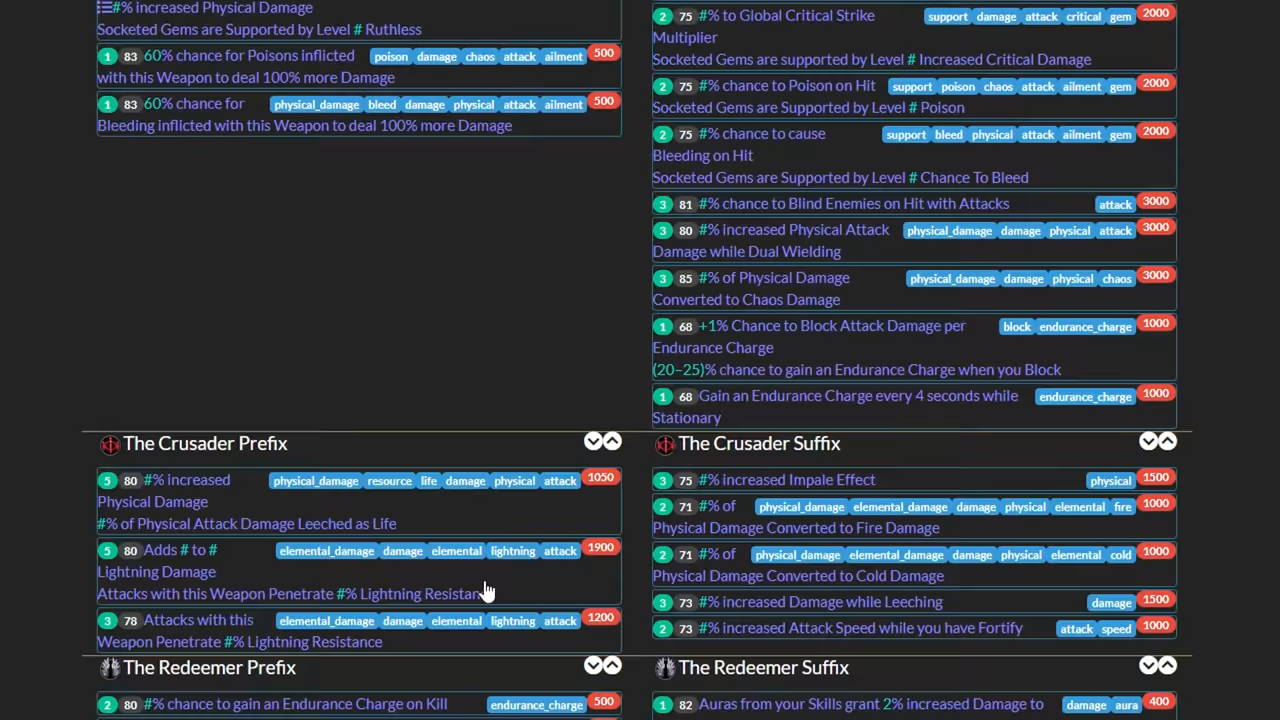 #% increased Physical Damage
Socketed Gems are Supported by Level # Ruthless
1 83 60% chance for Poisons inflicted poison damage chaos attack ailment 500
with this Weapon to deal 100% more Damage
1 83 60% chance for physical_damage bleed damage physical attack ailment 500
Bleeding inflicted with this Weapon to deal 100% more Damage
2 75 #% to Global Critical Strike support damage attack critical gem 2000
Multiplier
Socketed Gems are supported by Level # Increased Critical Damage
2 75 #% chance to Poison on Hit support poison chaos attack ailment gem 2000
Socketed Gems are Supported by Level # Poison
2 75 #% chance to cause support bleed physical attack ailment gem 2000
Bleeding on Hit
Socketed Gems are Supported by Level # Chance To Bleed
3 81 #% chance to Blind Enemies on Hit with Attacks attack 3000
3 80 #% increased Physical Attack physical_damage damage physical attack 3000
Damage while Dual Wielding
3 85 #% of Physical Damage physical_damage damage physical chaos 3000
Converted to Chaos Damage
1 68 +1% Chance to Block Attack Damage per block endurance_charge 1000
Endurance Charge
(20–25)% chance to gain an Endurance Charge when you Block
1 68 Gain an Endurance Charge every 4 seconds while endurance_charge 1000
Stationary
The Crusader Prefix
5 80 #% increased physical_damage resource life damage physical attack 1050
Physical Damage
#% of Physical Attack Damage Leeched as Life
5 80 Adds # to # elemental_damage damage elemental lightning attack 1900
Lightning Damage
Attacks with this Weapon Penetrate #% Lightning
3 78 Attacks with this elemental_damage damage elemental lightning attack 1200
Weapon Penetrate #% Lightning Resistance
The Crusader Suffix
3 75 #% increased Impale Effect physical 1500
2 71 #% of physical_damage elemental_damage damage physical elemental fire 1000
Physical Damage Converted to Fire Damage
2 71 #% of physical_damage elemental_damage damage physical elemental cold 1000
Physical Damage Converted to Cold Damage
3 73 #% increased Damage while Leeching damage 1500
2 73 #% increased Attack Speed while you have Fortify attack speed 1000
The Redeemer Prefix
2 80 #% chance to gain an Endurance Charge on Kill endurance_charge 500
The Redeemer Suffix
1 82 Auras from your Skills grant 2% increased Damage to damage aura 400